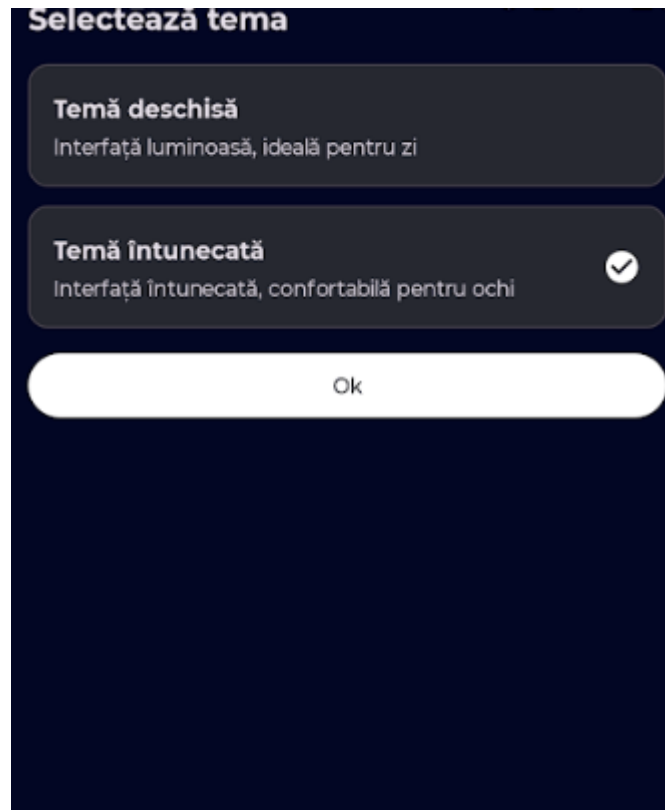 Selectează tema
Temă deschisă
Interfață luminoasă, ideală pentru zi
Temă întunecată
Interfață întunecată, confortabilă pentru ochi
Ok